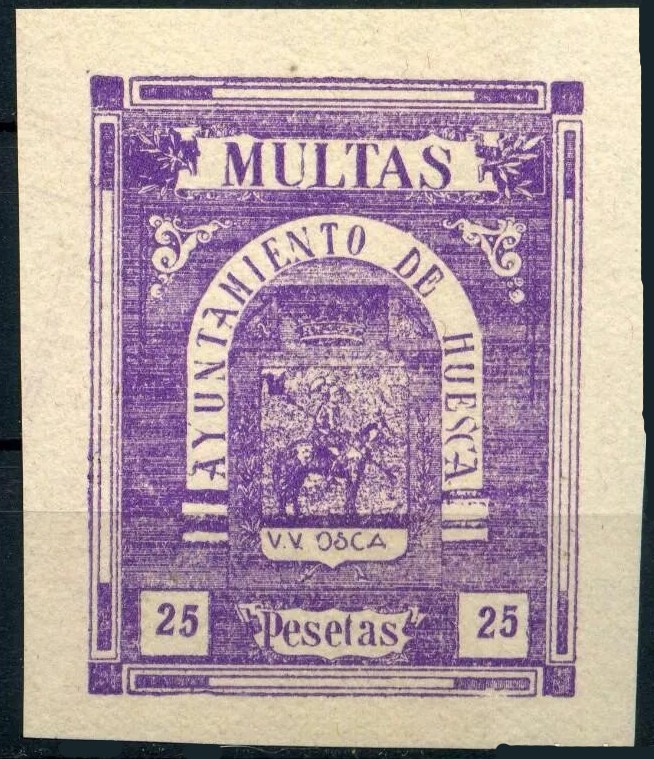 MULTAS
AYUNTAMIENTO DE HUESCA
V.V. OSCA
25 Pesetas 25